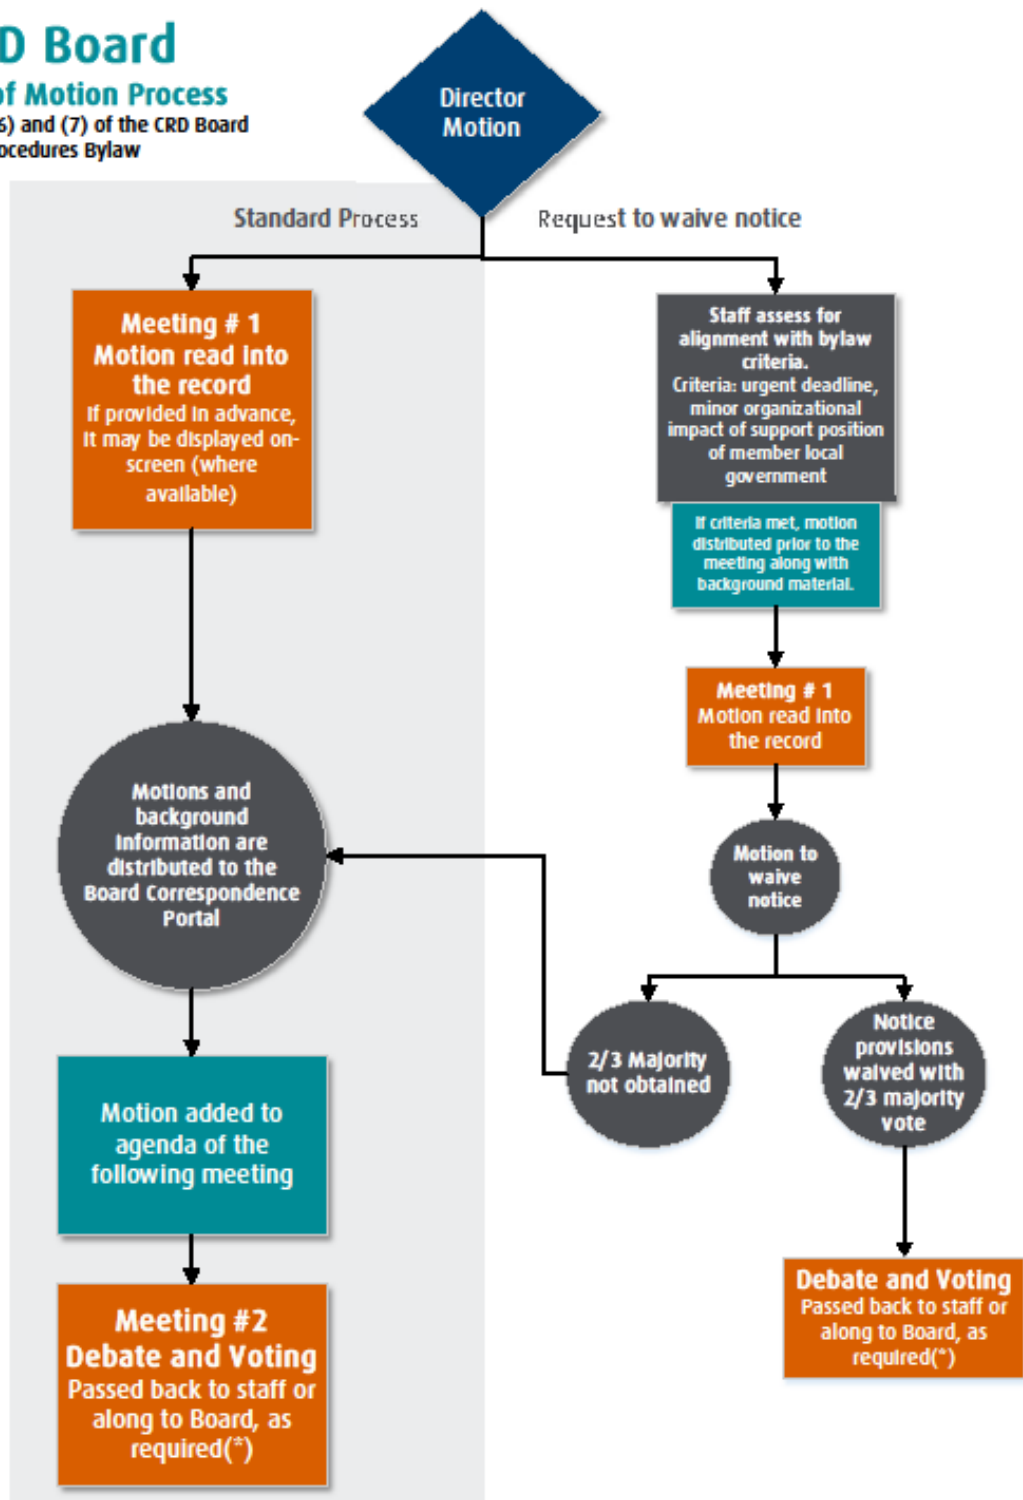 D Board
of Motion Process
6) and (7) of the CRD Board
ocedures Bylaw
Director
Motion
Standard Process
Request to waive notice
Meeting # 1
Motion read into
the record
If provided in advance,
it may be displayed on-
screen (where
available)
Staff assess for
alignment with bylaw
criteria.
Criteria: urgent deadline,
minor organizational
impact of support position
of member local
government
If criteria met, motion
distributed prior to the
meeting along with
background material.
Meeting # 1
Motion read into
the record
Motions and
background
information are
distributed to the
Board Correspondence
Portal
Motion to
waive
notice
2/3 Majority
not obtained
Notice
provisions
waived with
2/3 majority
vote
Motion added to
agenda of the
following meeting
Debate and Voting
Passed back to staff or
along to Board, as
required(*)
Meeting #2
Debate and Voting
Passed back to staff or
along to Board, as
required(*)